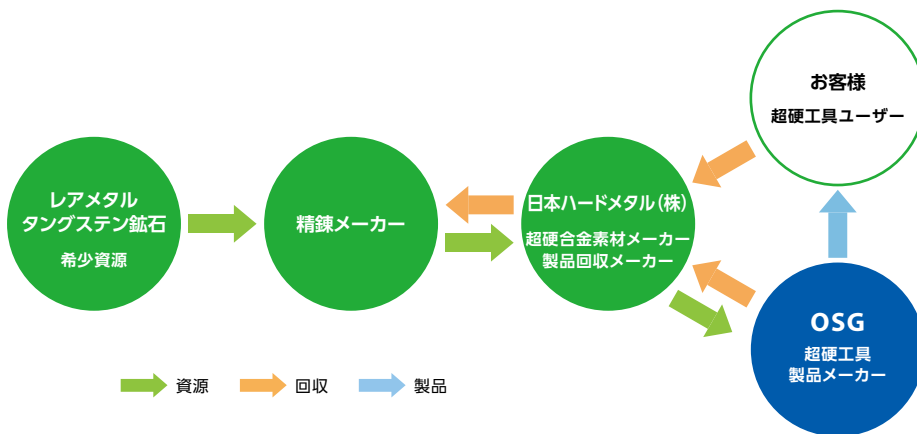 レアメタル
タングステン鉱石
希少資源
精錬メーカー
日本ハードメタル(株)
超硬合金素材メーカー
製品回収メーカー
お客様
超硬工具ユーザー
OSG
超硬工具
製品メーカー
資源
回収
製品